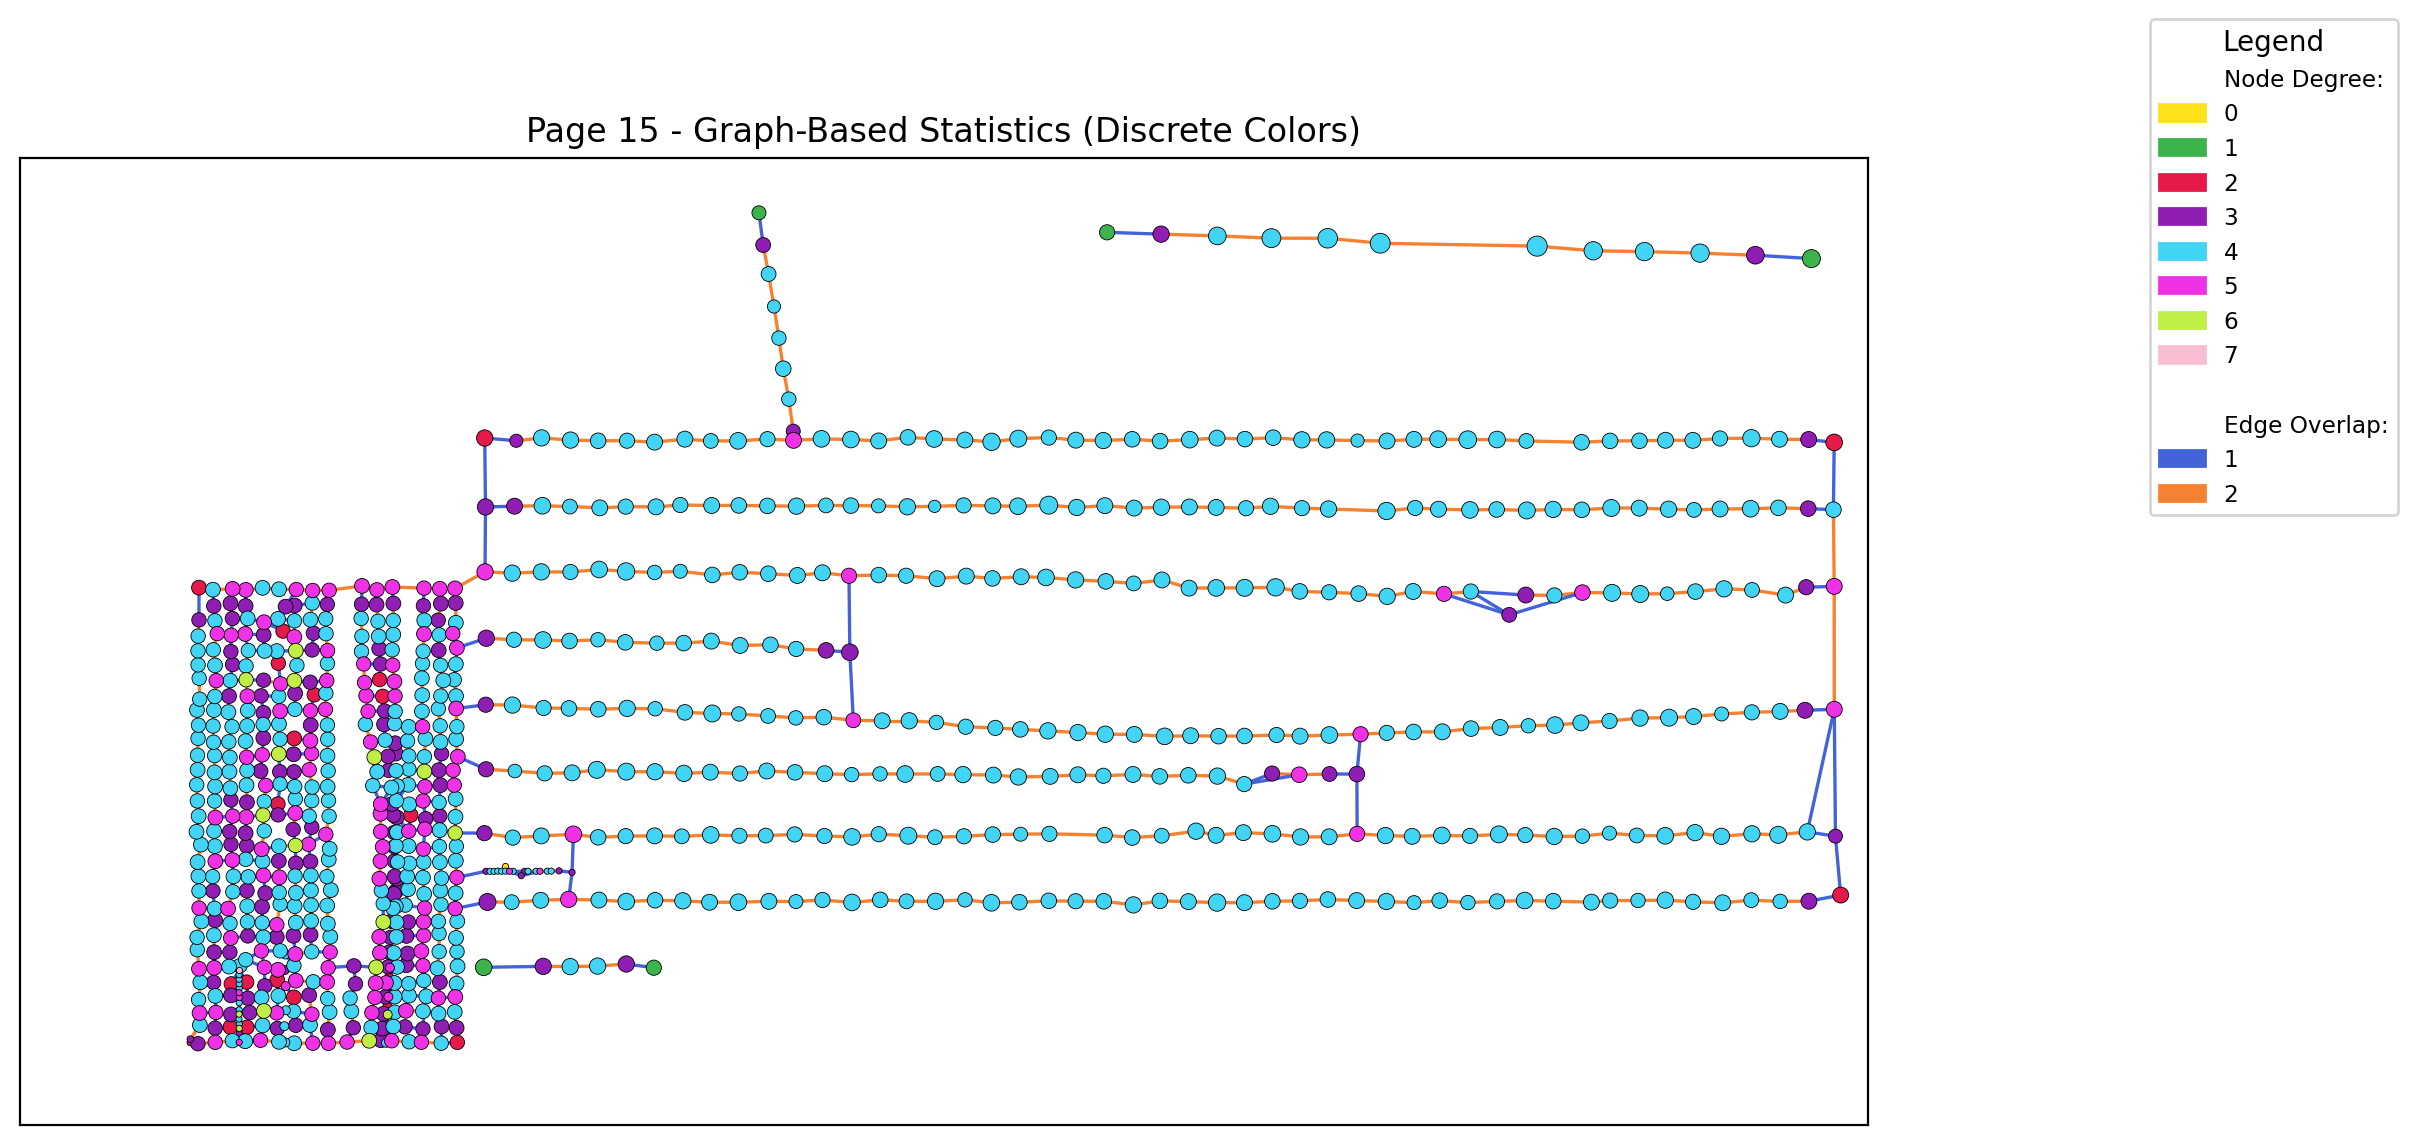 Page 15 - Graph-Based Statistics (Discrete Colors)
Legend
Node Degree:
0
1
2
3
4
5
6
7
Edge Overlap:
1
2